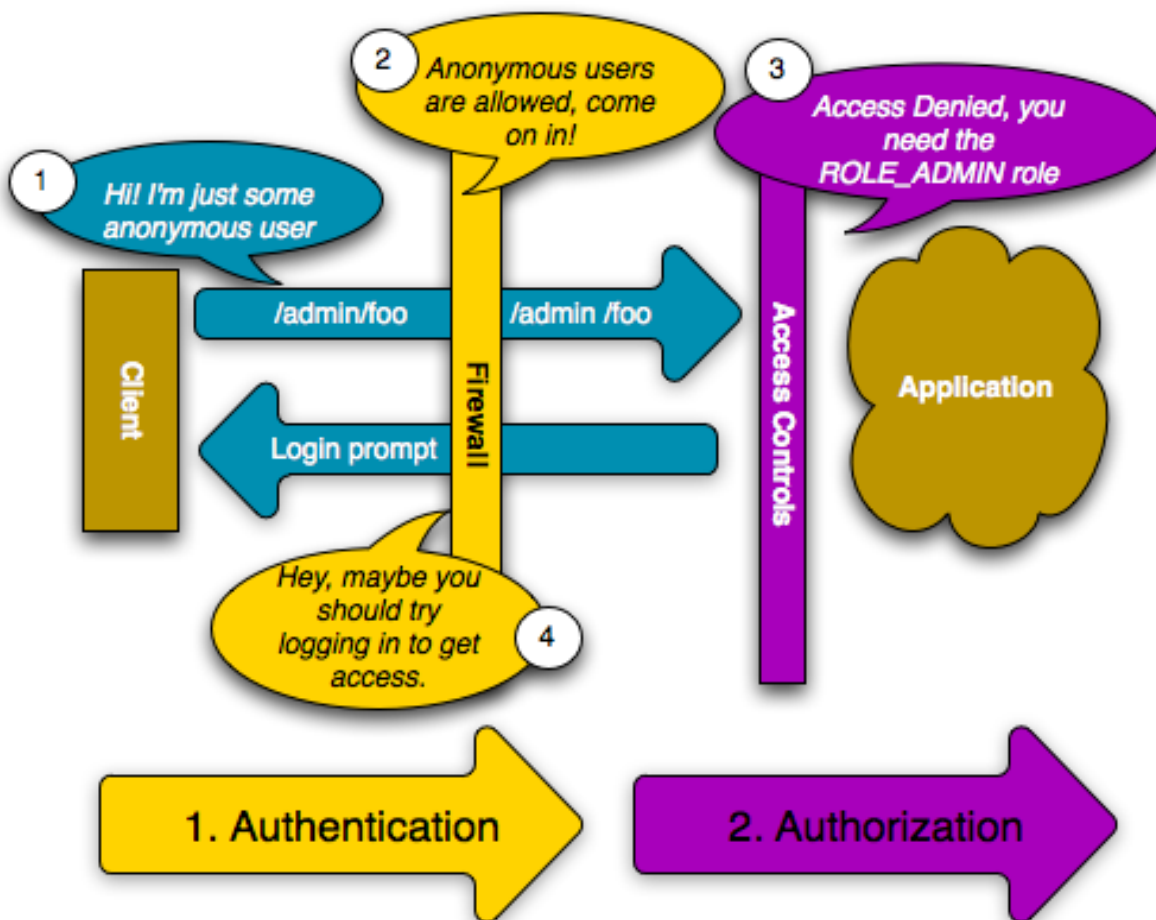 1
Hi! I'm just some
anonymous user
2
Anonymous users
are allowed, come
on in!
3
Access Denied, you
need the
ROLE_ADMIN role
Client
/admin/foo
/admin /foo
Firewall
Login prompt
Access Controls
Application
Hey, maybe you
should try
logging in to get
access.
4
1. Authentication
2. Authorization